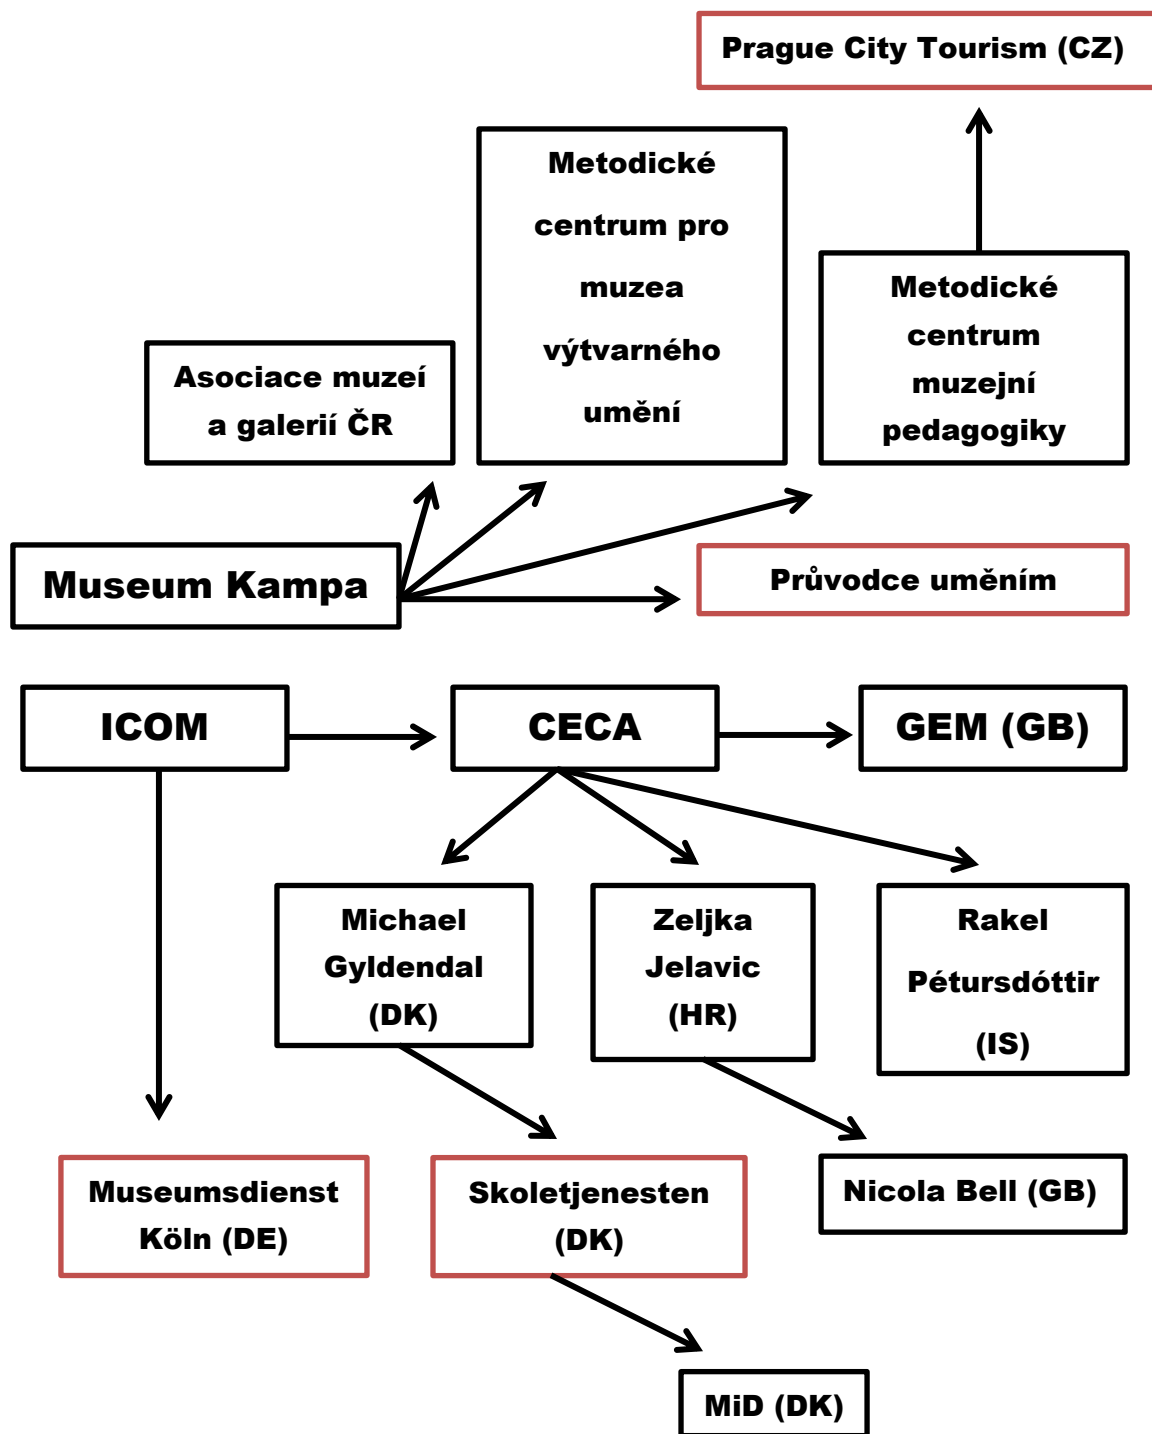 Prague City Tourism (CZ)
Metodické
centrum pro
muzea
výtvarného
umění
Metodické
centrum
muzejní
pedagogiky
Asociace muzeí
a galerií ČR
Museum Kampa
Průvodce uměním
ICOM
CECA
GEM (GB)
Michael
Gyldendal
(DK)
Zeljka
Jelavic
(HR)
Rakel
Pétursdóttir
(IS)
Museumsdienst
Köln (DE)
Skoletjenesten
(DK)
Nicola Bell (GB)
MiD (DK)